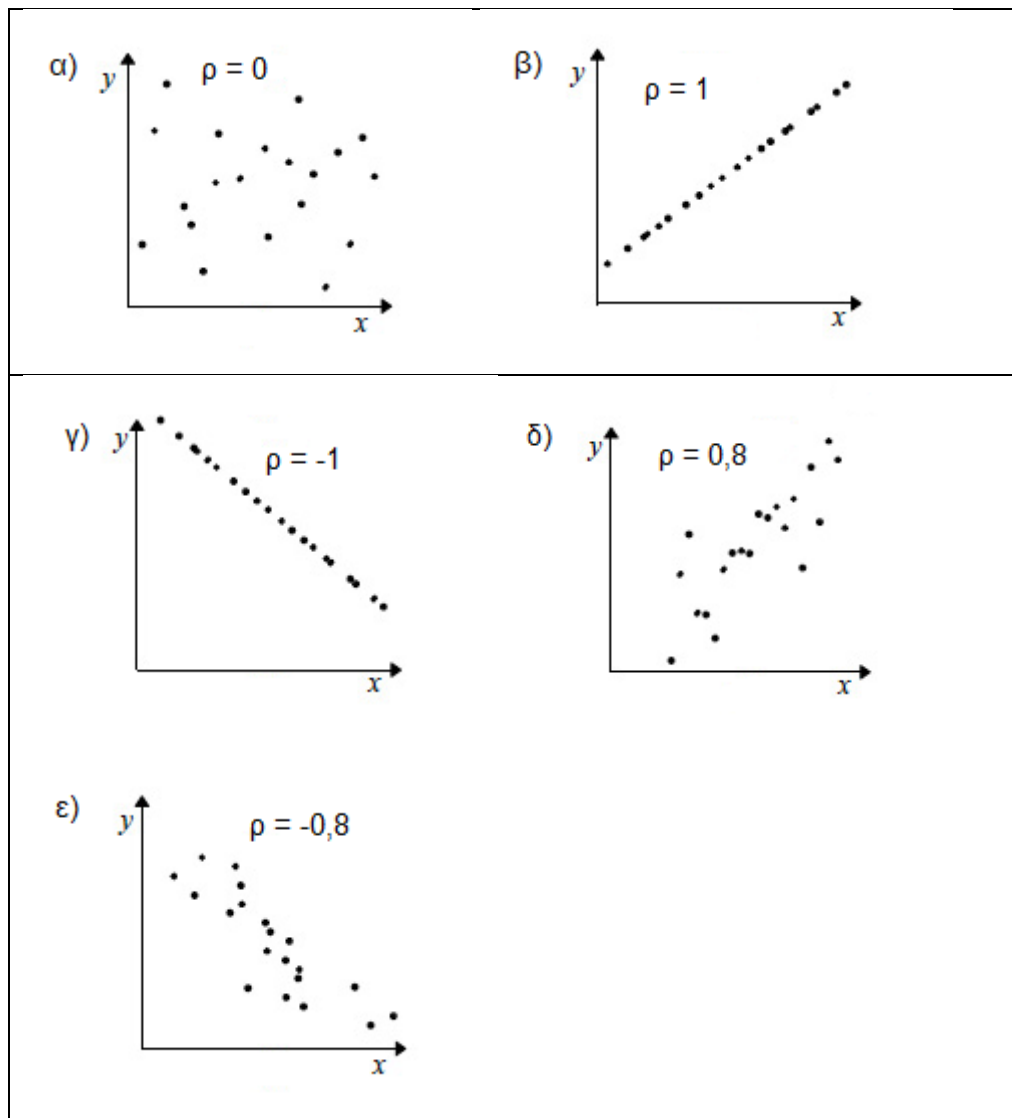 α) y ρ = 0
x
β) y ρ = 1
x
γ) y ρ = -1
x
δ) y ρ = 0,8
x
ε) y ρ = -0,8
x